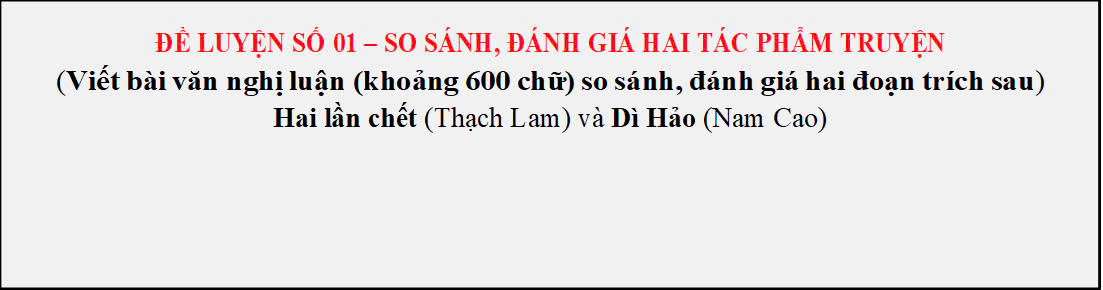 ĐỀ LUYỆN SỐ 01 – SO SÁNH, ĐÁNH GIÁ HAI TÁC PHẨM TRUYỆN
(Viết bài văn nghị luận (khoảng 600 chữ) so sánh, đánh giá hai đoạn trích sau)
Hai lần chết (Thạch Lam) và Dì Hảo (Nam Cao)